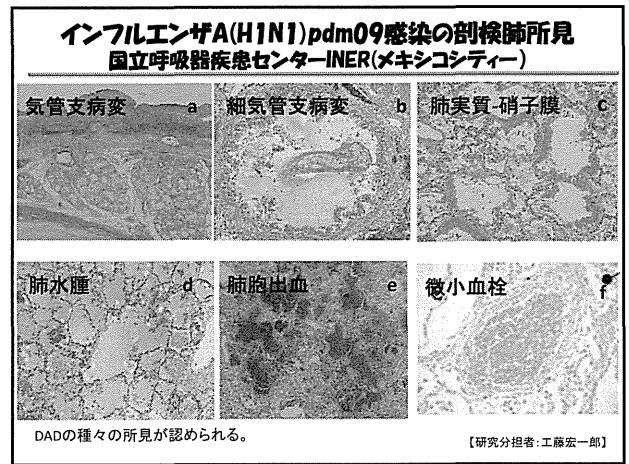 インフルエンザA(H1N1)pdm09感染の剖検肺所見
国立呼吸器疾患センターINER(メキシコシティー)
気管支病変 a
細気管支病変 b
肺実質-硝子膜 c
肺水腫 d
肺胞出血 e
微小血栓 f
DADの種々の所見が認められる。
【研究分担者:工藤宏一郎】